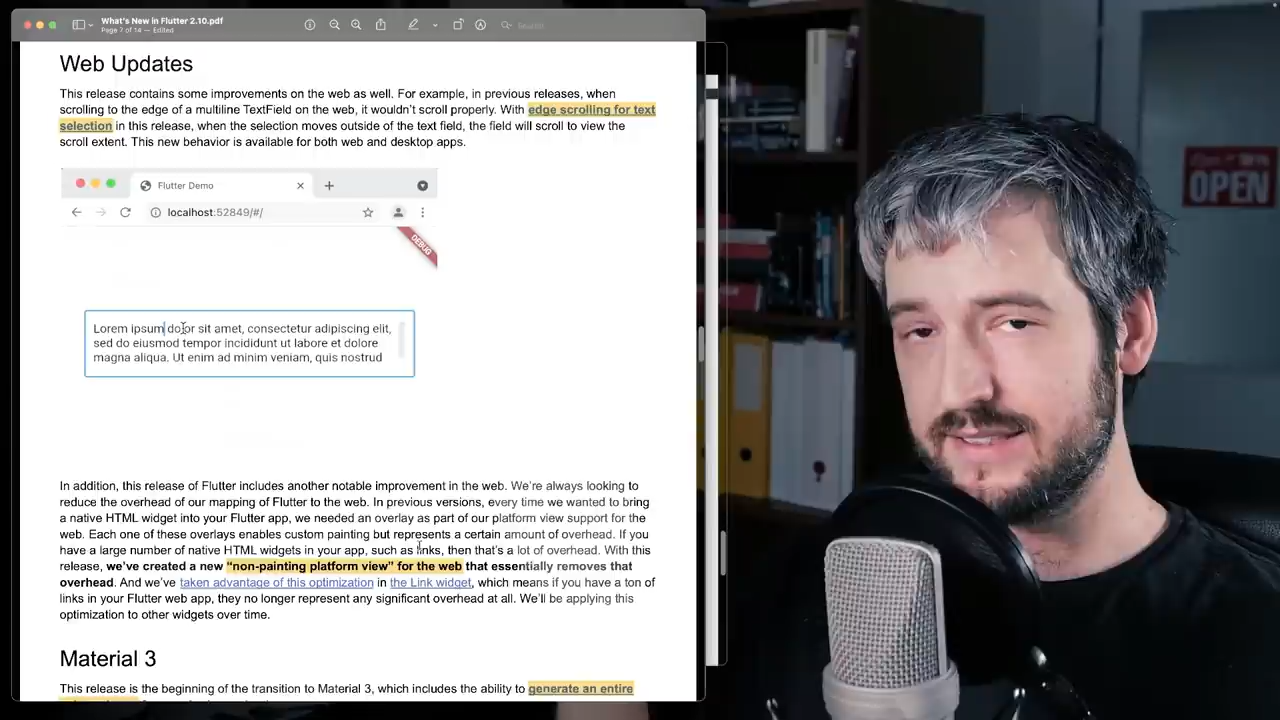 What's New in Flutter 2.10.pdf
Page 7 of 14 — Edited
Search
Web Updates
This release contains some improvements on the web as well. For example, in previous releases, when
scrolling to the edge of a multiline TextField on the web, it wouldn't scroll properly. With edge scrolling for text
selection in this release, when the selection moves outside of the text field, the field will scroll to view the
scroll extent. This new behavior is available for both web and desktop apps.
Flutter Demo
localhost:52849/#/
DEBUG
Lorem ipsum dolor sit amet, consectetur adipiscing elit,
sed do eiusmod tempor incididunt ut labore et dolore
magna aliqua. Ut enim ad minim veniam, quis nostrud
In addition, this release of Flutter includes another notable improvement in the web. We're always looking to
reduce the overhead of our mapping of Flutter to the web. In previous versions, every time we wanted to bring
a native HTML widget into your Flutter app, we needed an overlay as part of our platform view support for the
web. Each one of these overlays enables custom painting but represents a certain amount of overhead. If you
have a large number of native HTML widgets in your app, such as links, then that's a lot of overhead. With this
release, we've created a new “non-painting platform view” for the web that essentially removes that
overhead. And we've taken advantage of this optimization in the Link widget, which means if you have a ton of
links in your Flutter web app, they no longer represent any significant overhead at all. We'll be applying this
optimization to other widgets over time.
Material 3
This release is the beginning of the transition to Material 3, which includes the ability to generate an entire
OPEN